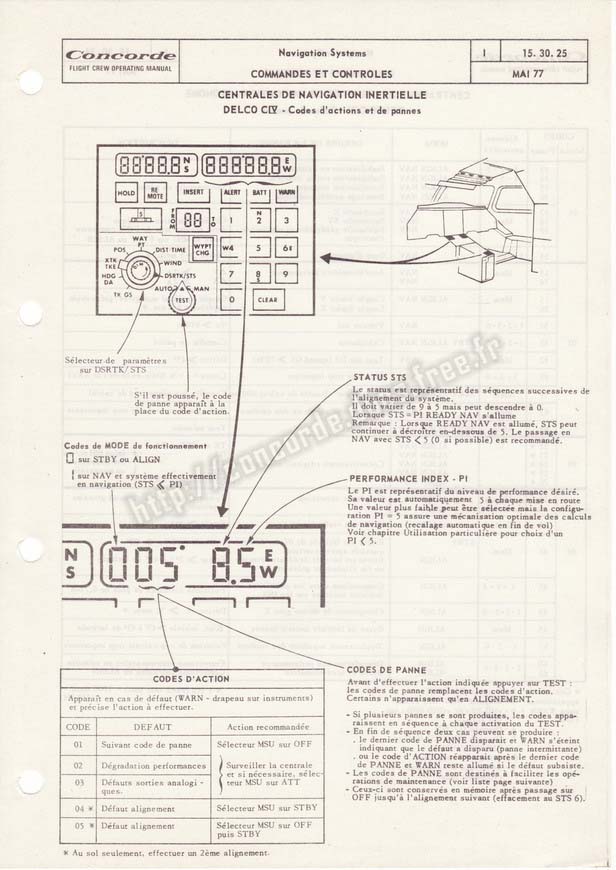 Concorde
FLIGHT CREW OPERATING MANUAL
Navigation Systems
COMMANDES ET CONTROLES
I
15. 30. 25
MAI 77
CENTRALES DE NAVIGATION INERTIELLE
DELCO CIV - Codes d'actions et de pannes
N
S
E
W
HOLD
RE MOTE
INSERT
ALERT
BATT
WARN
FROM
TO
1
N 2
3
WYPT CHG
W4
5
6E
7
8 S
9
0
CLEAR
WAY PT
POS
DIST TIME
XTK TKE
WIND
HDG DA
DSRTK/STS
TK GS
AUTO
MAN
TEST
Sélecteur de paramètres
sur DSRTK/STS
S'il est poussé, le code
de panne apparaît à la
place du code d'action.
STATUS STS
Le status est représentatif des séquences successives de
l'alignement du système.
Il doit varier de 9 à 5 mais peut descendre à 0.
Lorsque STS = PI READY NAV s'allume
Remarque : Lorsque READY NAV est allumé, STS peut
continuer à décroître en-dessous de 5. Le passage en
NAV avec STS < 5 (0 si possible) est recommandé.
Codes de MODE de fonctionnement
0 sur STBY ou ALIGN
1 sur NAV et système effectivement
en navigation (STS ⩽ PI)
PERFORMANCE INDEX - PI
Le PI est représentatif du niveau de performance désiré.
Sa valeur est automatiquement 5 à chaque mise en route
Une valeur plus faible peut être sélectée mais la configu-
ration PI = 5 assure une mécanisation optimale des calculs
de navigation (recalage automatique en fin de vol)
Voir chapitre Utilisation particulière pour choix d'un
PI < 5.
http://concorde.free.fr
N
S
005° 8.5
E
W
CODES D'ACTION
Apparaît en cas de défaut (WARN - drapeau sur instruments)
et précise l'action à effectuer.
CODE
DEFAUT
Action recommandée
01
Suivant code de panne
Sélecteur MSU sur OFF
02
Dégradation performances
03
Défauts sorties analogi-
ques.
Surveiller la centrale
et si nécessaire, sélec-
teur MSU sur ATT
04 *
Défaut alignement
Sélecteur MSU sur STBY
05 *
Défaut alignement
Sélecteur MSU sur OFF
puis STBY
* Au sol seulement, effectuer un 2ème alignement.
CODES DE PANNE
Avant d'effectuer l'action indiquée appuyer sur TEST :
les codes de panne remplacent les codes d'action.
Certains n'apparaissent qu'en ALIGNEMENT.
- Si plusieurs pannes se sont produites, les codes appa-
raissent en séquence à chaque activation du TEST.
- En fin de séquence deux cas peuvent se produire :
. le dernier code de PANNE disparait et WARN s'éteint
indiquant que le défaut a disparu (panne intermittante)
. ou le code d'ACTION réapparait après le dernier code
de PANNE et WARN reste allumé si le défaut subsiste.
- Les codes de PANNE sont destinés à faciliter les opé-
rations de maintenance (voir liste page suivante)
- Ceux-ci sont conservés en mémoire après passage sur
OFF jusqu'à l'alignement suivant (effacement au STS 6).